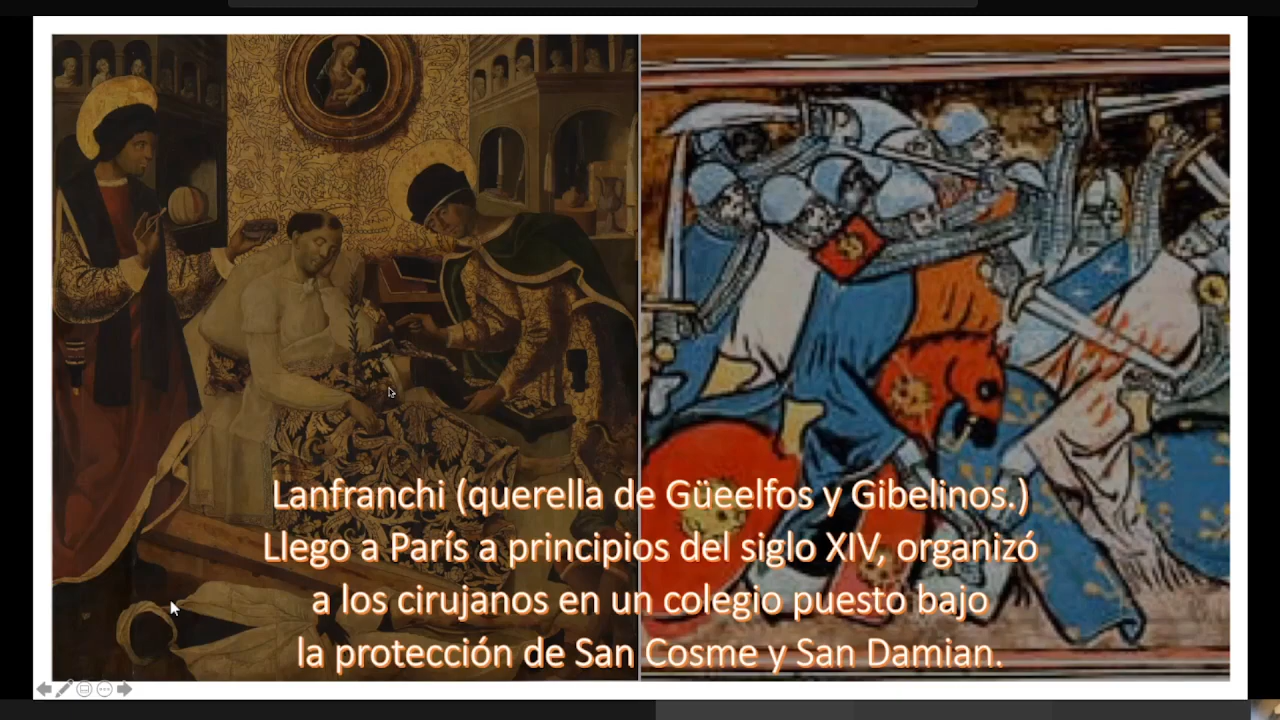 Lanfranchi (querella de Güeelfos y Gibelinos.)
Llego a París a principios del siglo XIV, organizó
a los cirujanos en un colegio puesto bajo
la protección de San Cosme y San Damian.